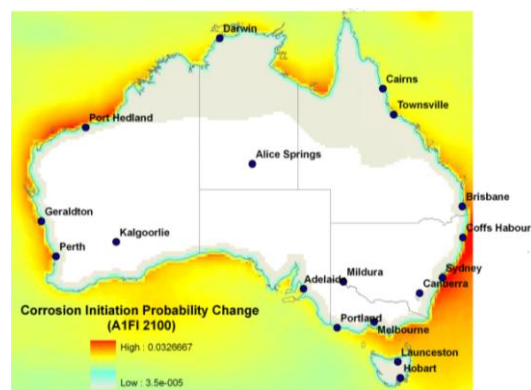 Darwin
Cairns
Townsville
Port Hedland
Alice Springs
Brisbane
Geraldton
Coffs Habour
Kalgoorlie
Perth
Sydney
Adelaide
Mildura
Canberra
Corrosion Initiation Probability Change
(A1FI 2100)
Portland
Melbourne
High : 0.0326667
Launceston
Hobart
Low : 3.5e-005